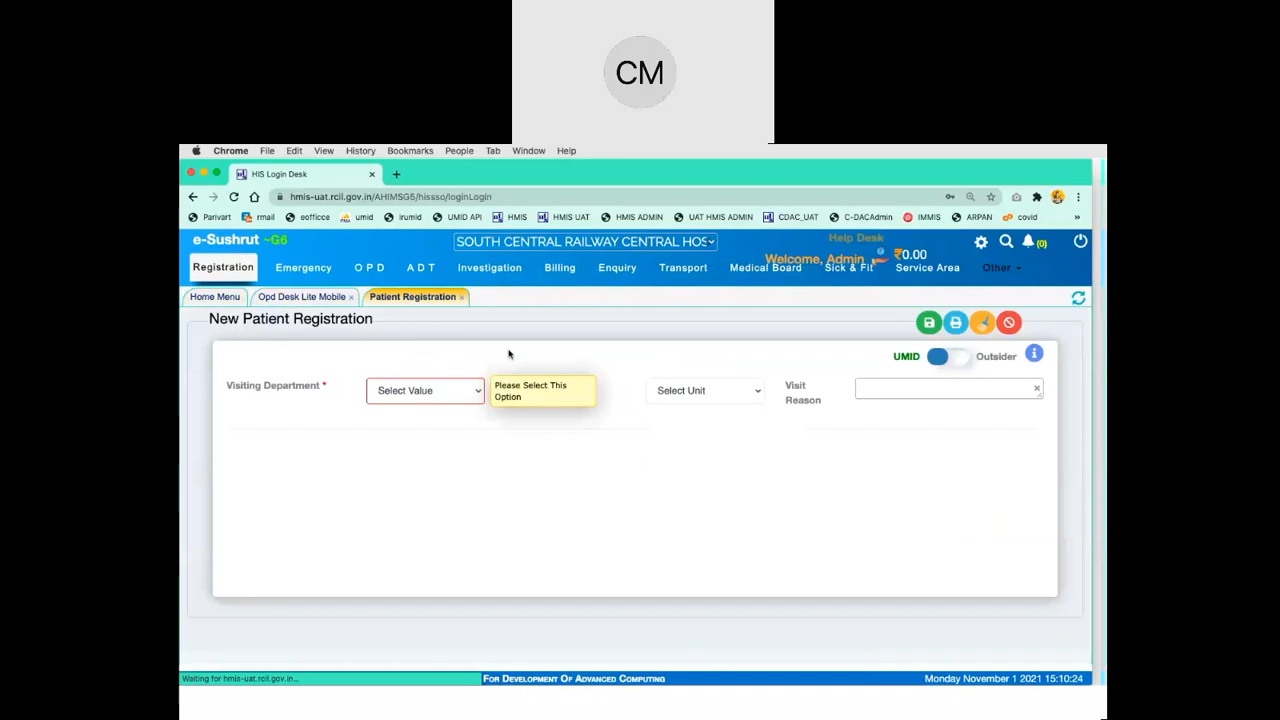 CM
Chrome File Edit View History Bookmarks People Tab Window Help
HIS Login Desk
hmis-uat.rcil.gov.in/AHIMSG5/hissso/loginLogin
Parivart rmail eofficce umid irumid UMID API HMIS HMIS UAT HMIS ADMIN UAT HMIS ADMIN CDAC_UAT C-DACAdmin IMMIS ARPAN covid »
e-Sushrut ~G6 SOUTH CENTRAL RAILWAY CENTRAL HOS Help Desk (0)
Welcome, Admin ₹0.00
Registration Emergency O P D A D T Investigation Billing Enquiry Transport Medical Board Sick & Fit Service Area Other
Home Menu Opd Desk Lite Mobile Patient Registration
New Patient Registration
UMID Outsider
Visiting Department * Select Value Please Select This Option Select Unit Visit Reason
Waiting for hmis-uat.rcil.gov.in... For Development Of Advanced Computing Monday November 1 2021 15:10:24